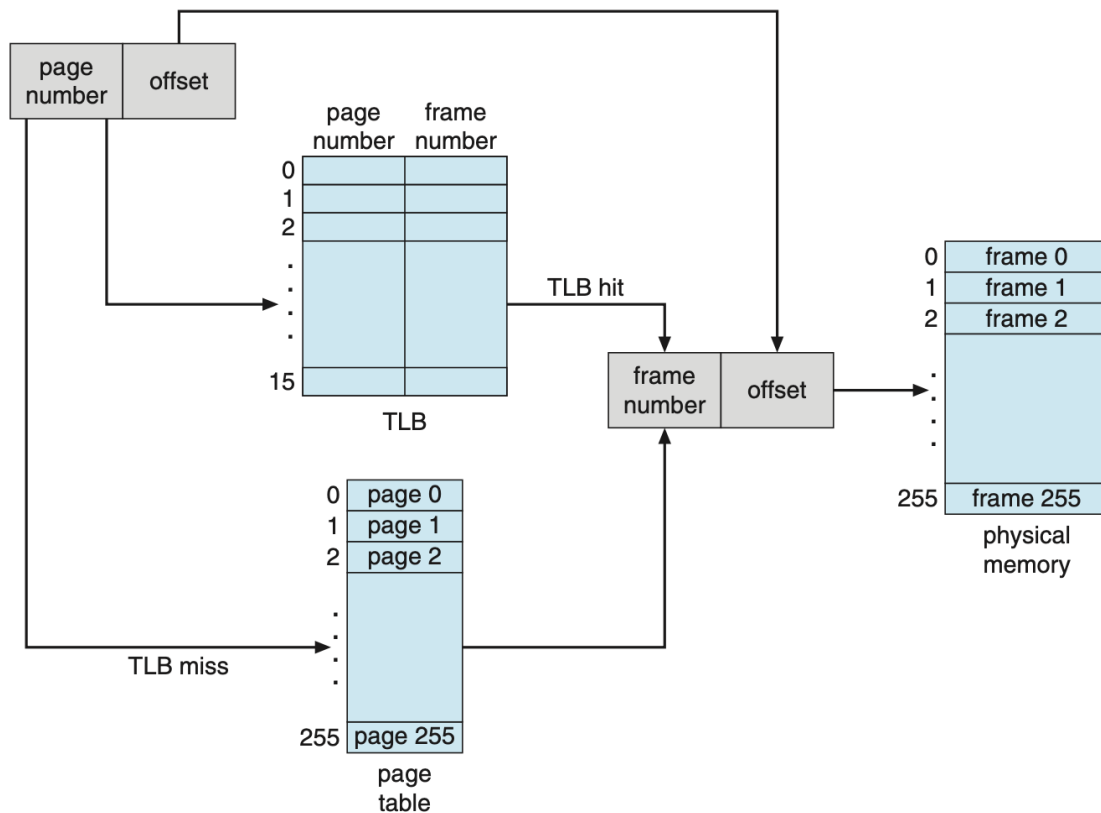 page
number
offset
page
number
frame
number
0
1
2
.
.
.
.
15
TLB
TLB hit
frame
number
offset
0 frame 0
1 frame 1
2 frame 2
.
.
.
.
255 frame 255
physical
memory
TLB miss
0 page 0
1 page 1
2 page 2
.
.
.
.
255 page 255
page
table